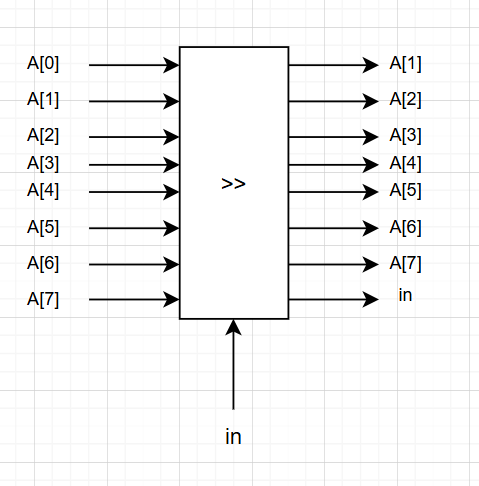 A[0] A[1]
A[1] A[2]
A[2] A[3]
A[3] A[4]
>>
A[4] A[5]
A[5] A[6]
A[6] A[7]
A[7] in
in